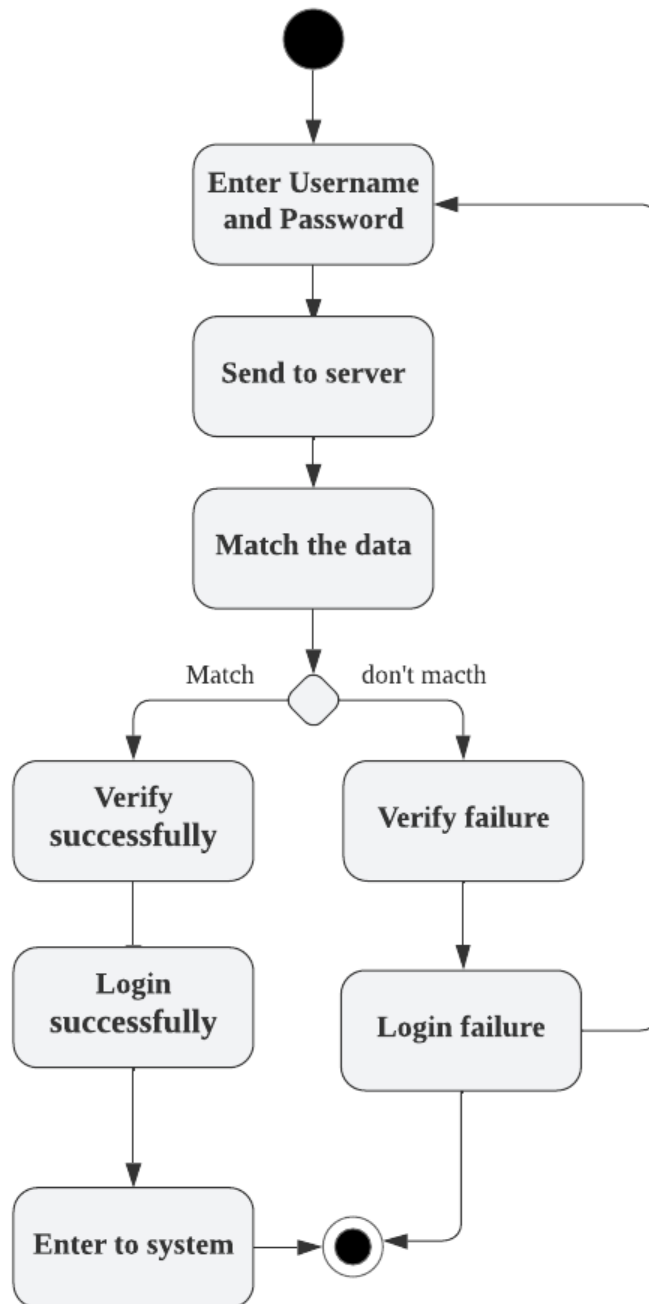 Enter Username
and Password
Send to server
Match the data
Match
don't macth
Verify
successfully
Verify failure
Login
successfully
Login failure
Enter to system